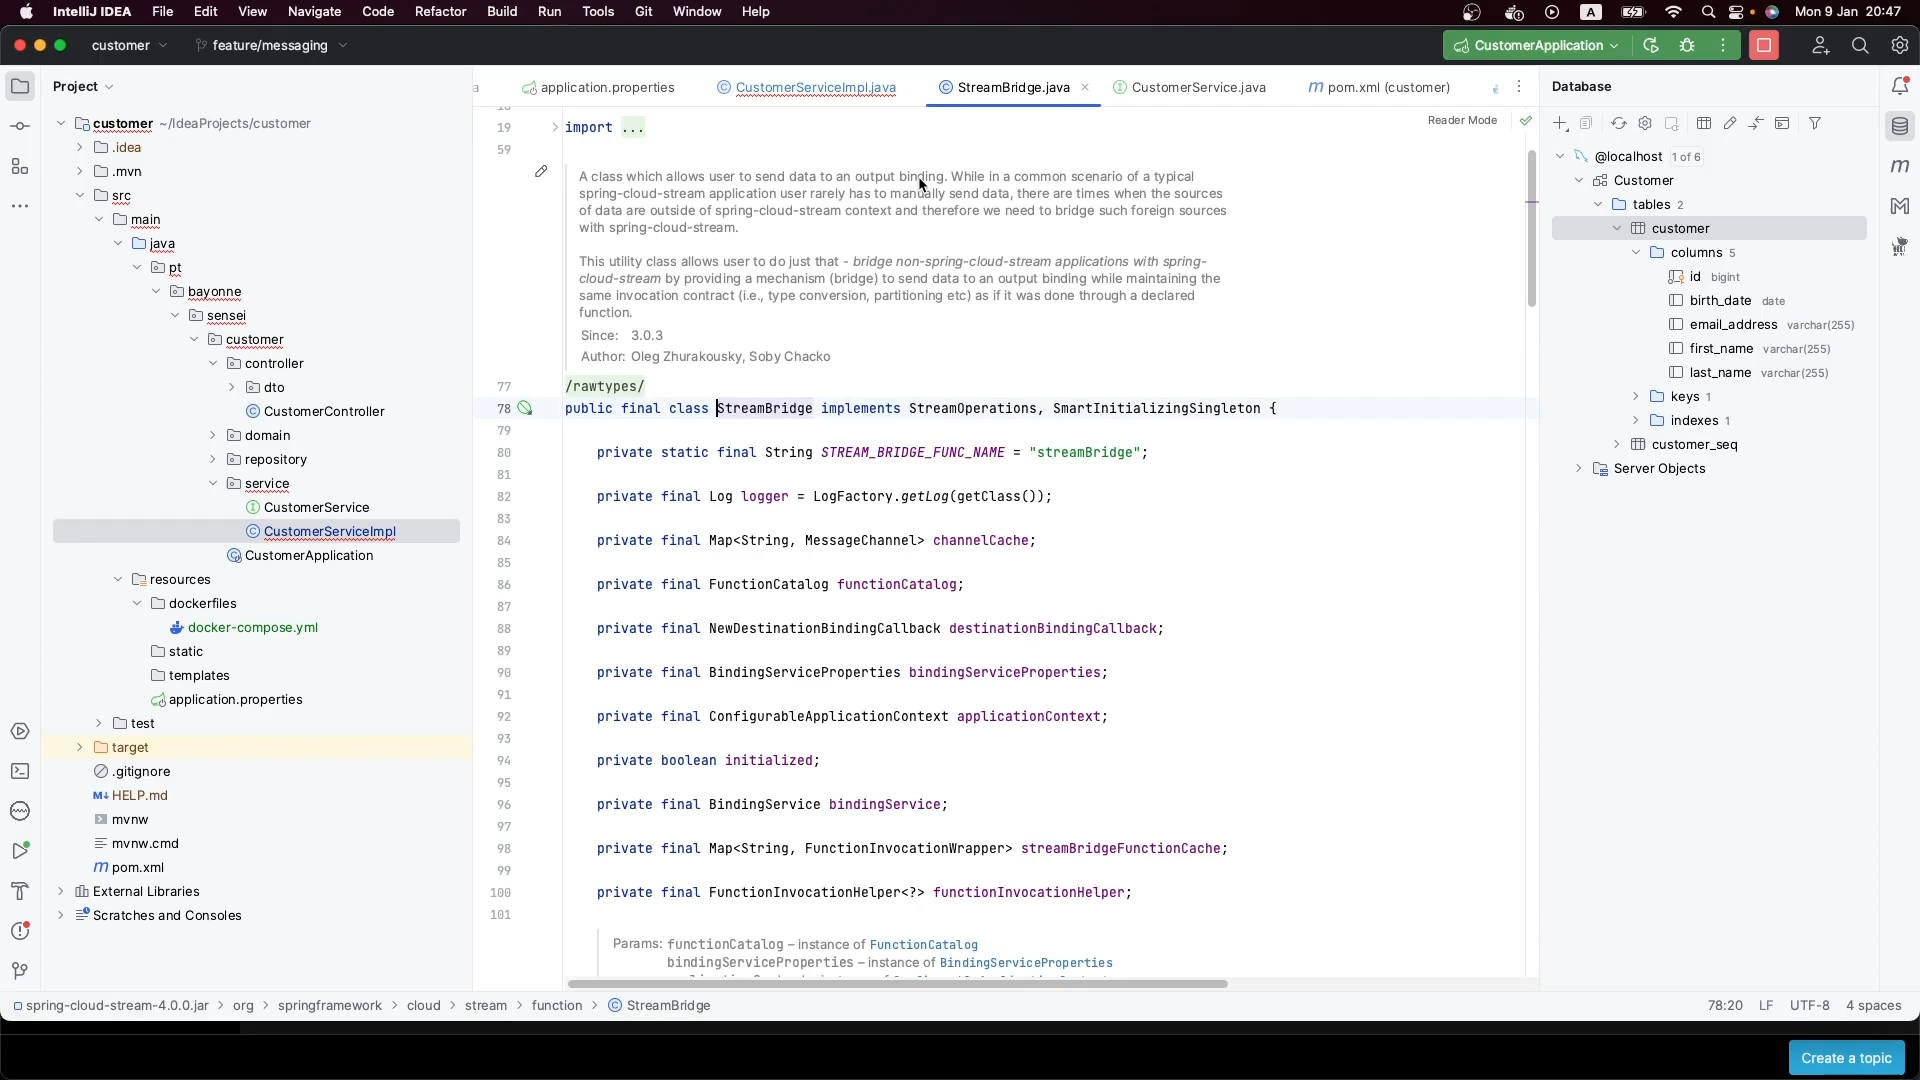 IntelliJ IDEA File Edit View Navigate Code Refactor Build Run Tools Git Window Help A Mon 9 Jan 20:47
customer feature/messaging CustomerApplication
Project
application.properties CustomerServiceImpl.java StreamBridge.java CustomerService.java m pom.xml (customer)
Database
customer ~/IdeaProjects/customer
.idea
.mvn
src
main
java
pt
bayonne
sensei
customer
controller
dto
CustomerController
domain
repository
service
CustomerService
CustomerServiceImpl
CustomerApplication
resources
dockerfiles
docker-compose.yml
static
templates
application.properties
test
target
.gitignore
M↓ HELP.md
mvnw
mvnw.cmd
m pom.xml
External Libraries
Scratches and Consoles
Reader Mode
19 import ...
59
A class which allows user to send data to an output binding. While in a common scenario of a typical
spring-cloud-stream application user rarely has to manually send data, there are times when the sources
of data are outside of spring-cloud-stream context and therefore we need to bridge such foreign sources
with spring-cloud-stream.
This utility class allows user to do just that - bridge non-spring-cloud-stream applications with spring-
cloud-stream by providing a mechanism (bridge) to send data to an output binding while maintaining the
same invocation contract (i.e., type conversion, partitioning etc) as if it was done through a declared
function.
Since: 3.0.3
Author: Oleg Zhurakousky, Soby Chacko
77 /rawtypes/
78 public final class StreamBridge implements StreamOperations, SmartInitializingSingleton {
79
80 private static final String STREAM_BRIDGE_FUNC_NAME = "streamBridge";
81
82 private final Log logger = LogFactory.getLog(getClass());
83
84 private final Map<String, MessageChannel> channelCache;
85
86 private final FunctionCatalog functionCatalog;
87
88 private final NewDestinationBindingCallback destinationBindingCallback;
89
90 private final BindingServiceProperties bindingServiceProperties;
91
92 private final ConfigurableApplicationContext applicationContext;
93
94 private boolean initialized;
95
96 private final BindingService bindingService;
97
98 private final Map<String, FunctionInvocationWrapper> streamBridgeFunctionCache;
99
100 private final FunctionInvocationHelper<?> functionInvocationHelper;
101
Params: functionCatalog – instance of FunctionCatalog
bindingServiceProperties – instance of BindingServiceProperties
@localhost 1 of 6
Customer
tables 2
customer
columns 5
id bigint
birth_date date
email_address varchar(255)
first_name varchar(255)
last_name varchar(255)
keys 1
indexes 1
customer_seq
Server Objects
spring-cloud-stream-4.0.0.jar > org > springframework > cloud > stream > function > StreamBridge
78:20 LF UTF-8 4 spaces
Create a topic